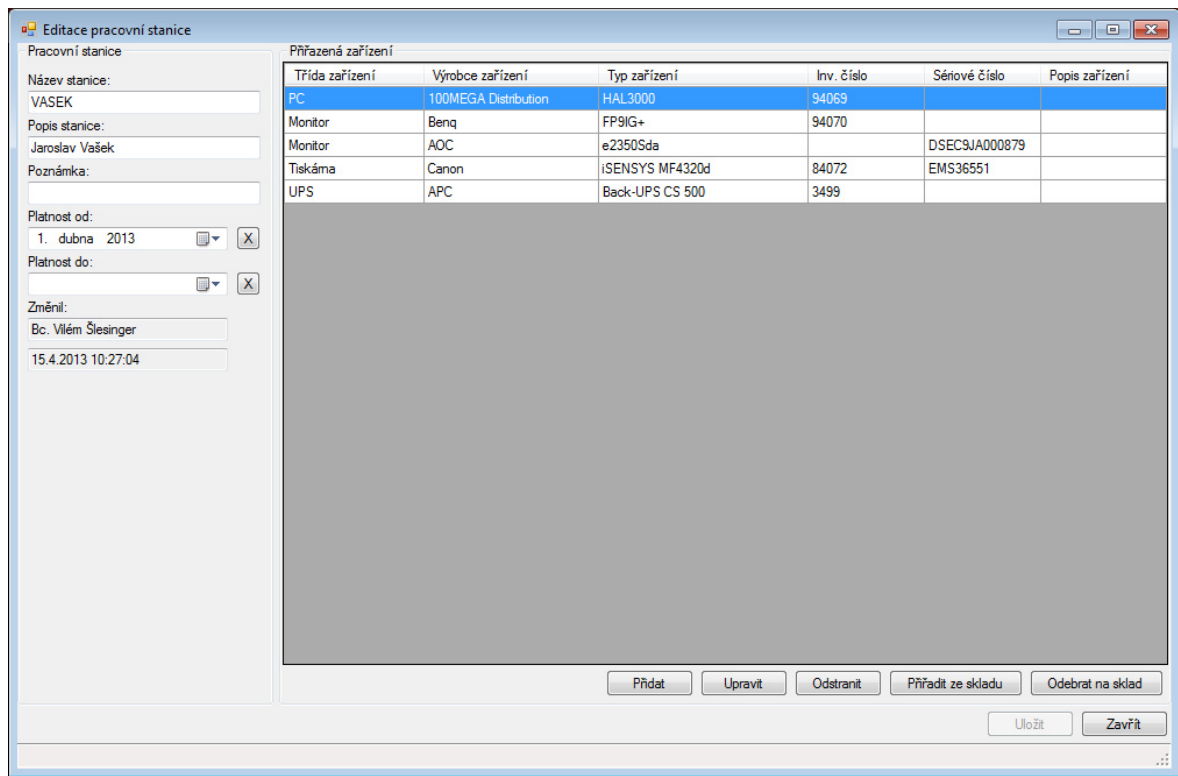 Editace pracovní stanice
Pracovní stanice
Název stanice:
VASEK
Popis stanice:
Jaroslav Vašek
Poznámka:
Platnost od:
1. dubna 2013
X
Platnost do:
X
Změnil:
Bc. Vilém Šlesinger
15.4.2013 10:27:04
Přiřazená zařízení
Třída zařízení Výrobce zařízení Typ zařízení Inv. číslo Sériové číslo Popis zařízení
PC 100MEGA Distribution HAL3000 94069
Monitor Benq FP9IG+ 94070
Monitor AOC e2350Sda DSEC9JA000879
Tiskárna Canon iSENSYS MF4320d 84072 EMS36551
UPS APC Back-UPS CS 500 3499
Přidat Upravit Odstranit Přiřadit ze skladu Odebrat na sklad
Uložit Zavřít